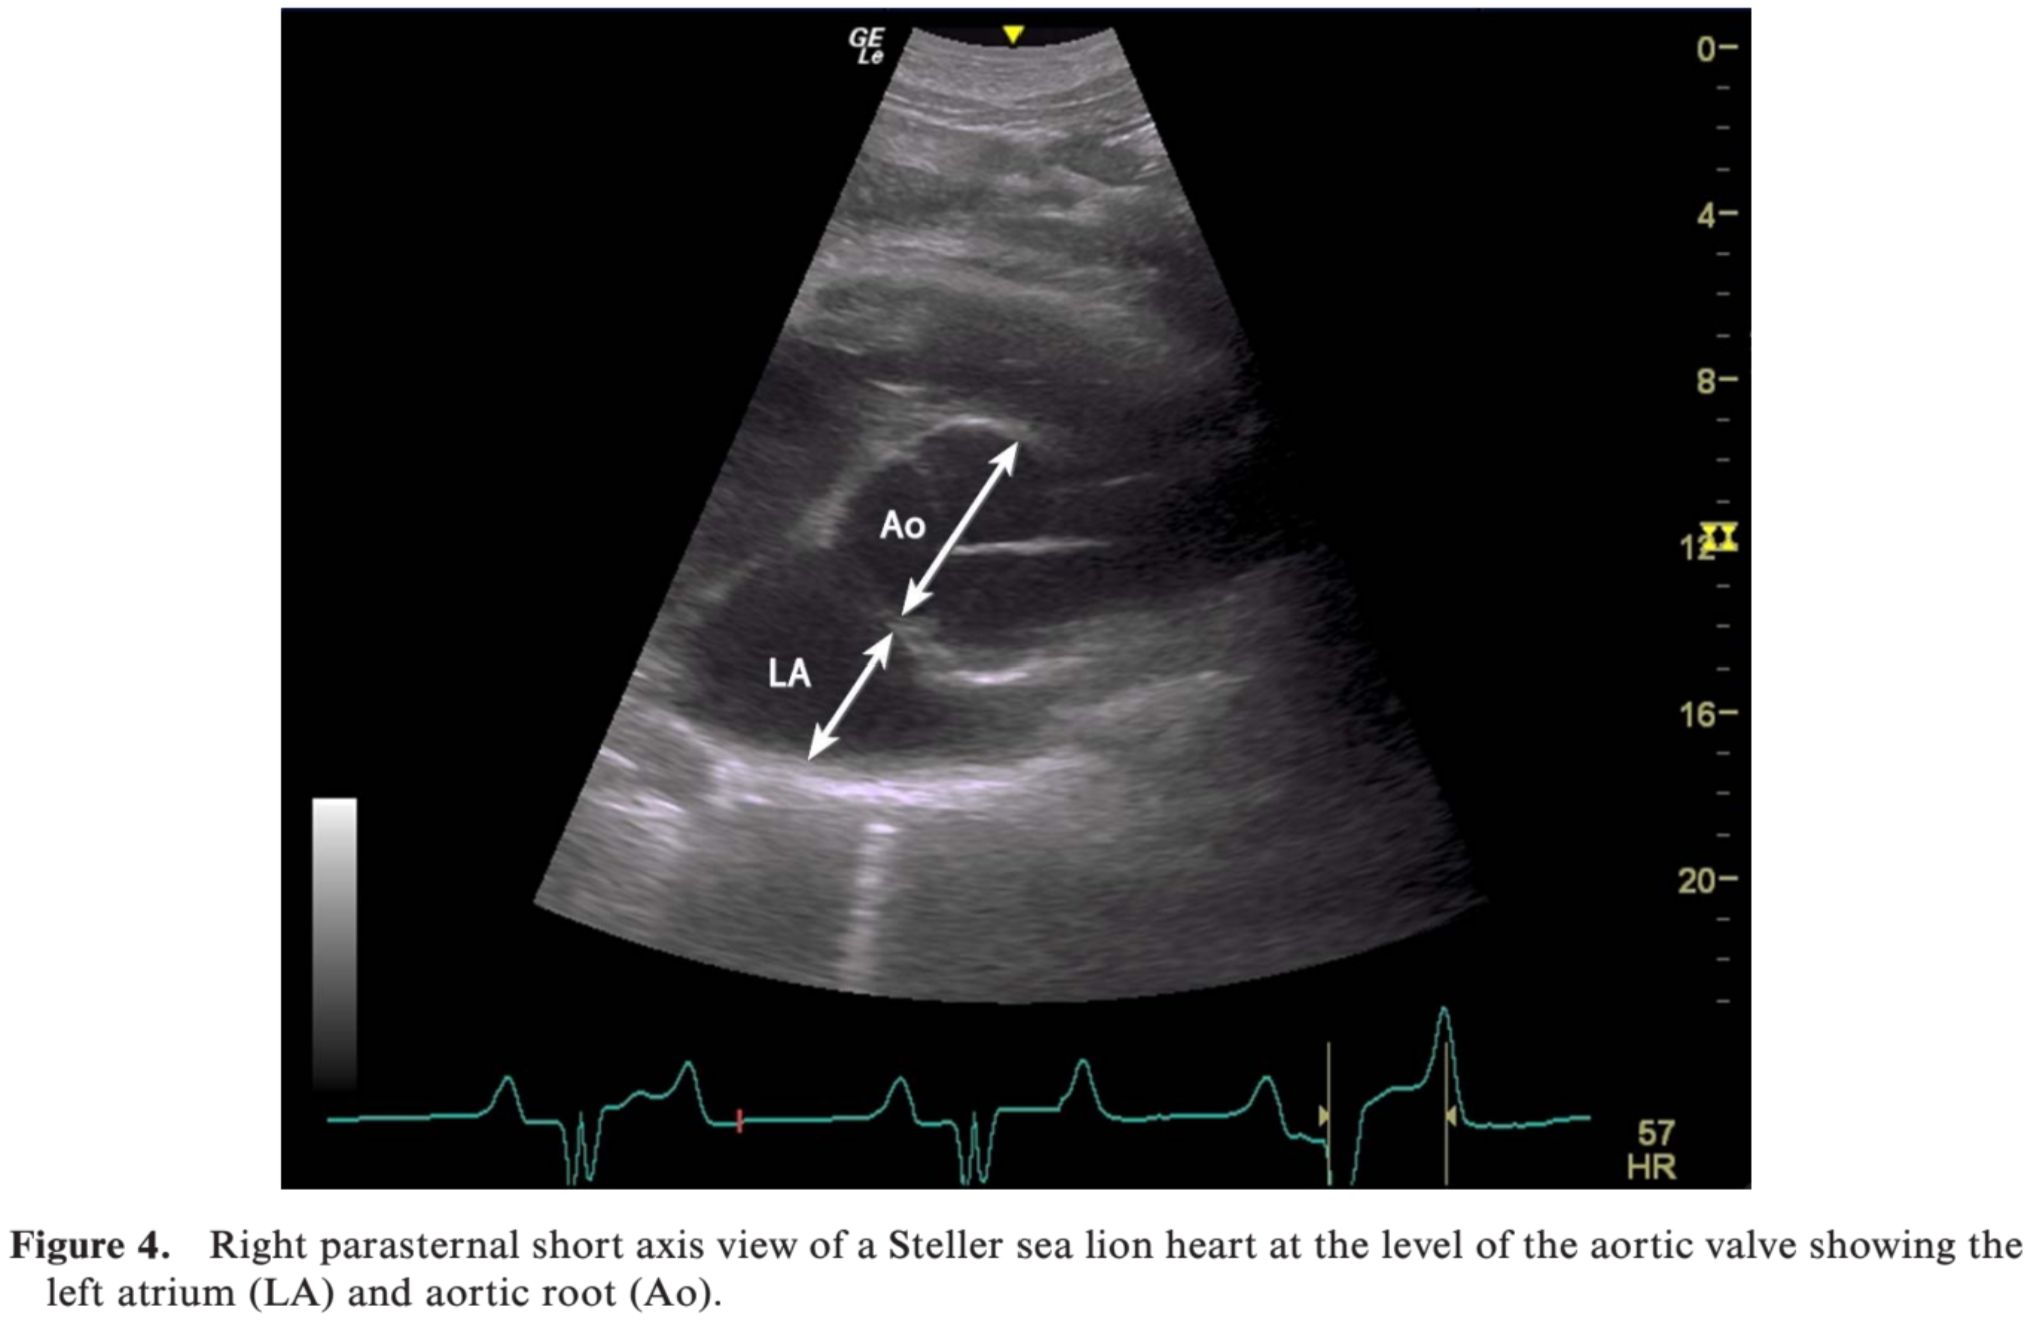 GE
Le
0
4
8
12
16
20
Ao
LA
57
HR
Figure 4. Right parasternal short axis view of a Steller sea lion heart at the level of the aortic valve showing the
left atrium (LA) and aortic root (Ao).